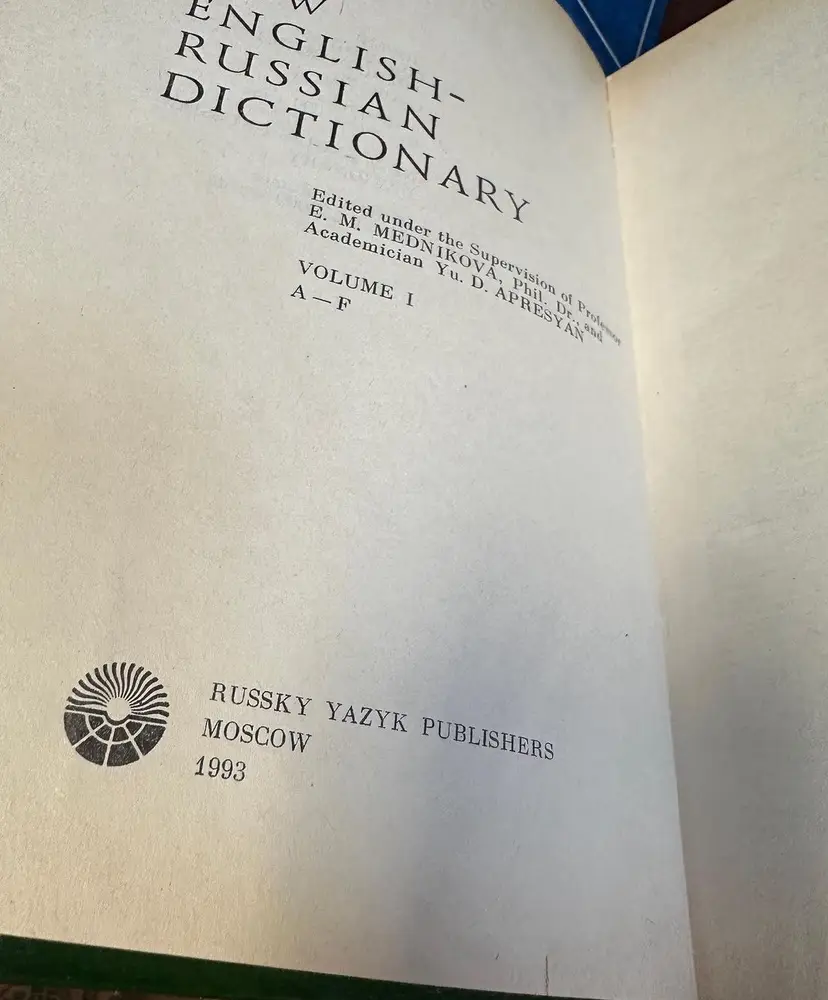 ENGLISH-
RUSSIAN
DICTIONARY
Edited under the Supervision of Professor
E. M. MEDNIKOVA, Phil. Dr., and
Academician Yu. D. APRESYAN
VOLUME I
A — F
RUSSKY YAZYK PUBLISHERS
MOSCOW
1993